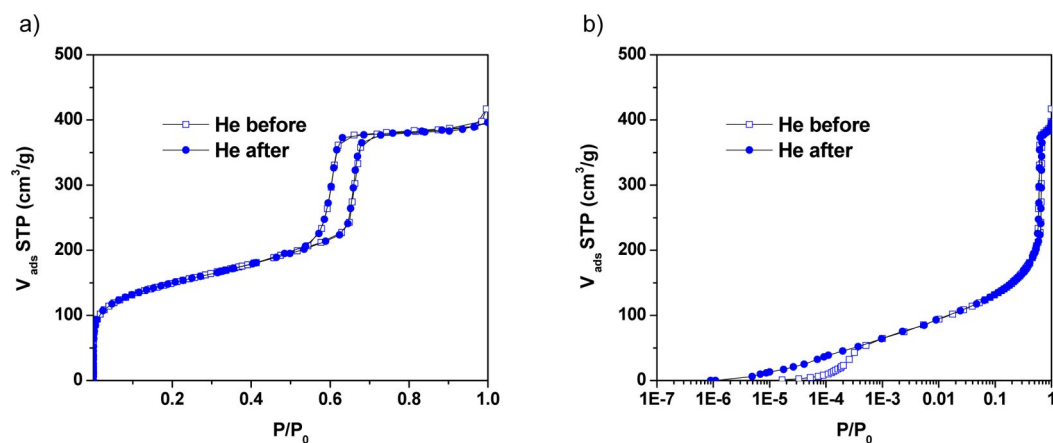 a)
500
400
300
200
100
0
V ads STP (cm³/g)
He before
He after
0.2
0.4
0.6
0.8
1.0
P/P₀
b)
500
400
300
200
100
0
V ads STP (cm³/g)
He before
He after
1E-7
1E-6
1E-5
1E-4
1E-3
0.01
0.1
1
P/P₀